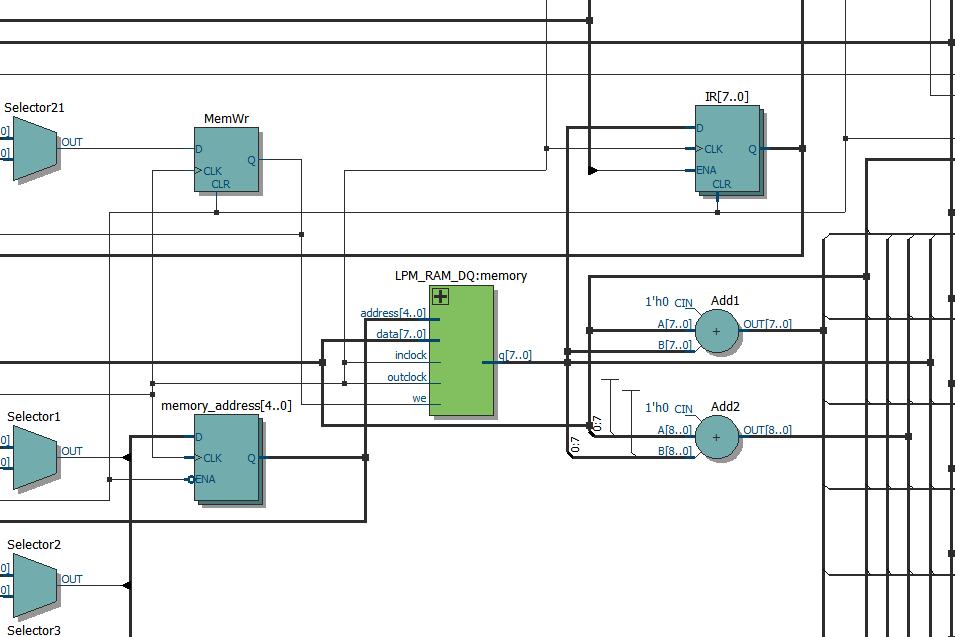 Selector21
0]
0]
OUT
MemWr
D
CLK
CLR
Q
IR[7..0]
D
CLK
ENA
CLR
Q
LPM_RAM_DQ:memory
address[4..0]
data[7..0]
inclock
outclock
we
q[7..0]
1'h0 CIN
Add1
A[7..0]
B[7..0]
+
OUT[7..0]
1'h0 CIN
Add2
A[8..0]
B[8..0]
+
OUT[8..0]
0:7
0:7
Selector1
0]
0]
OUT
memory_address[4..0]
D
CLK
ENA
Q
Selector2
0]
0]
OUT
Selector3